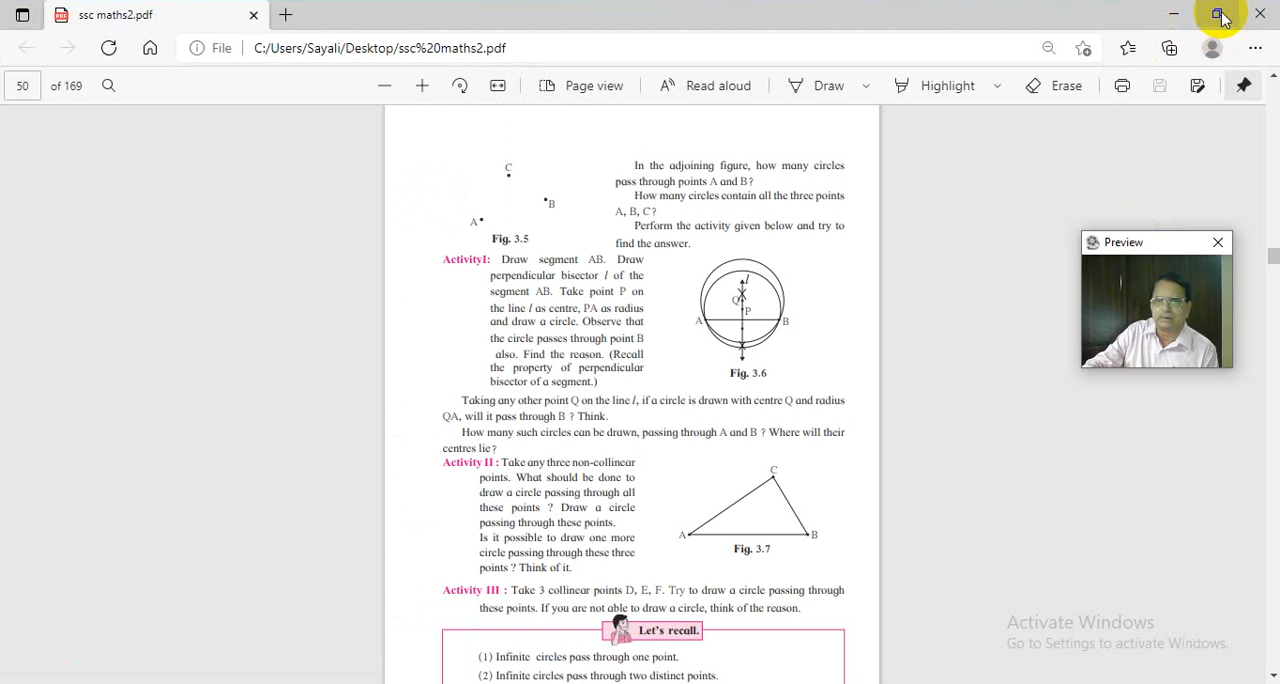 ssc maths2.pdf
File C:/Users/Sayali/Desktop/ssc%20maths2.pdf
50 of 169 Page view Read aloud Draw Highlight Erase
C
B
A
Fig. 3.5
In the adjoining figure, how many circles
pass through points A and B?
How many circles contain all the three points
A, B, C?
Perform the activity given below and try to
find the answer.
ActivityI: Draw segment AB. Draw
perpendicular bisector l of the
segment AB. Take point P on
the line l as centre, PA as radius
and draw a circle. Observe that
the circle passes through point B
also. Find the reason. (Recall
the property of perpendicular
bisector of a segment.)
l
Q
P
A B
Fig. 3.6
Preview
Taking any other point Q on the line l, if a circle is drawn with centre Q and radius
QA, will it pass through B ? Think.
How many such circles can be drawn, passing through A and B ? Where will their
centres lie?
Activity II : Take any three non-collinear
points. What should be done to
draw a circle passing through all
these points ? Draw a circle
passing through these points.
Is it possible to draw one more
circle passing through these three
points ? Think of it.
C
A B
Fig. 3.7
Activity III : Take 3 collinear points D, E, F. Try to draw a circle passing through
these points. If you are not able to draw a circle, think of the reason.
Let's recall.
(1) Infinite circles pass through one point.
(2) Infinite circles pass through two distinct points.
Activate Windows
Go to Settings to activate Windows.